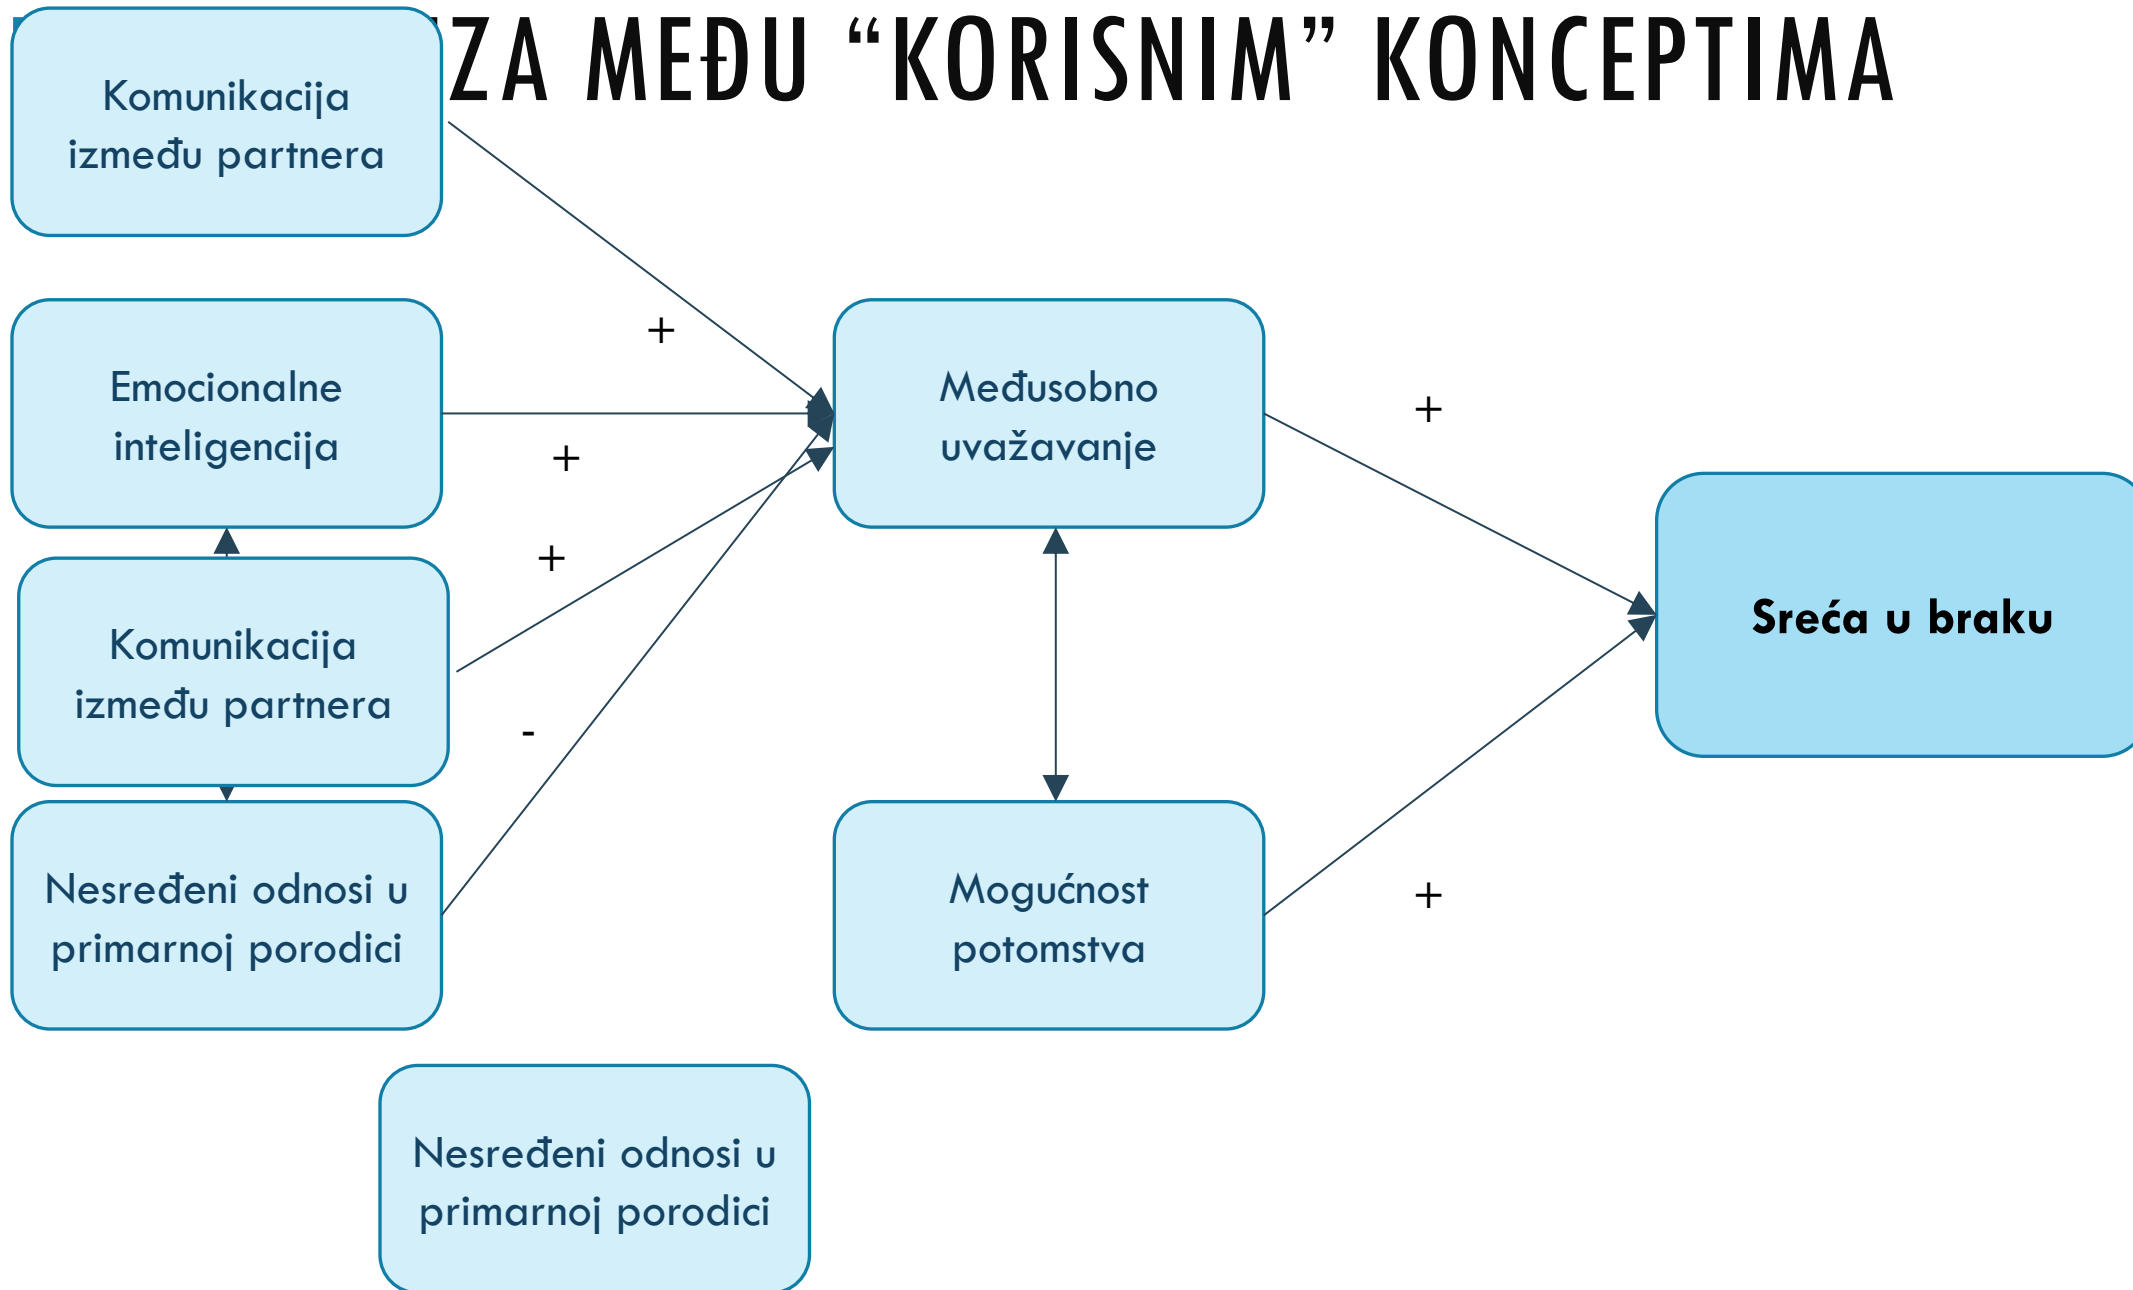 ZA MEĐU “KORISNIM” KONCEPTIMA
Komunikacija
između partnera
+
Emocionalne
inteligencija
Međusobno
uvažavanje
+
+
+
Sreća u braku
Komunikacija
između partnera
-
Nesređeni odnosi u
primarnoj porodici
Mogućnost
potomstva
+
Nesređeni odnosi u
primarnoj porodici